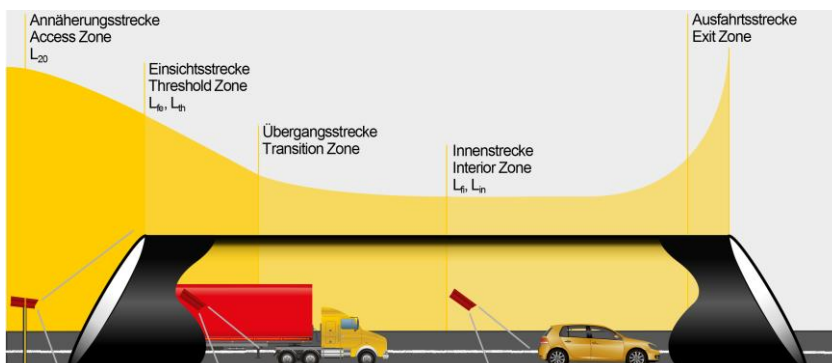 Annäherungsstrecke
Access Zone
L20
Einsichtsstrecke
Threshold Zone
Lfe, Lth
Übergangsstrecke
Transition Zone
Innenstrecke
Interior Zone
Lfi, Lin
Ausfahrtsstrecke
Exit Zone